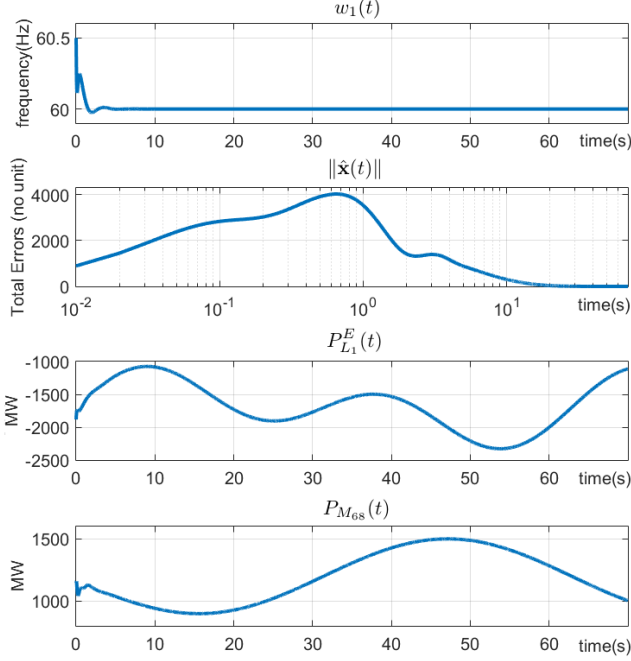 w₁(t)
frequency(Hz)
60.5
60
0 10 20 30 40 50 60 time(s)
‖x̂(t)‖
Total Errors (no unit)
4000
2000
0
10⁻² 10⁻¹ 10⁰ 10¹ time(s)
P^E_{L₁}(t)
MW
-1000
-1500
-2000
-2500
0 10 20 30 40 50 60 time(s)
P_{M₆₈}(t)
MW
1500
1000
0 10 20 30 40 50 60 time(s)